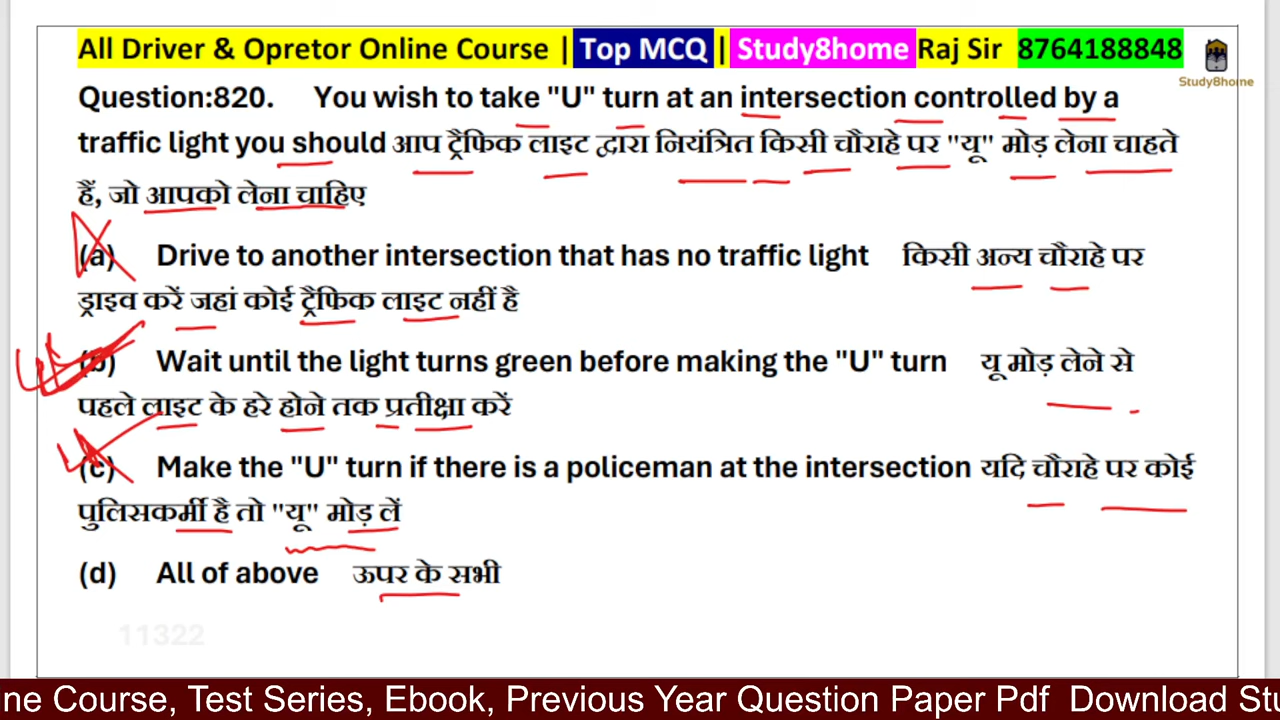 All Driver & Opretor Online Course | Top MCQ | Study8home Raj Sir 8764188848
Study8home
Question:820. You wish to take "U" turn at an intersection controlled by a
traffic light you should आप ट्रैफिक लाइट द्वारा नियंत्रित किसी चौराहे पर "यू" मोड़ लेना चाहते
हैं, जो आपको लेना चाहिए
(a) Drive to another intersection that has no traffic light किसी अन्य चौराहे पर
ड्राइव करें जहां कोई ट्रैफिक लाइट नहीं है
(b) Wait until the light turns green before making the "U" turn यू मोड़ लेने से
पहले लाइट के हरे होने तक प्रतीक्षा करें
(c) Make the "U" turn if there is a policeman at the intersection यदि चौराहे पर कोई
पुलिसकर्मी है तो "यू" मोड़ लें
(d) All of above ऊपर के सभी
11322
ne Course, Test Series, Ebook, Previous Year Question Paper Pdf Download Stu